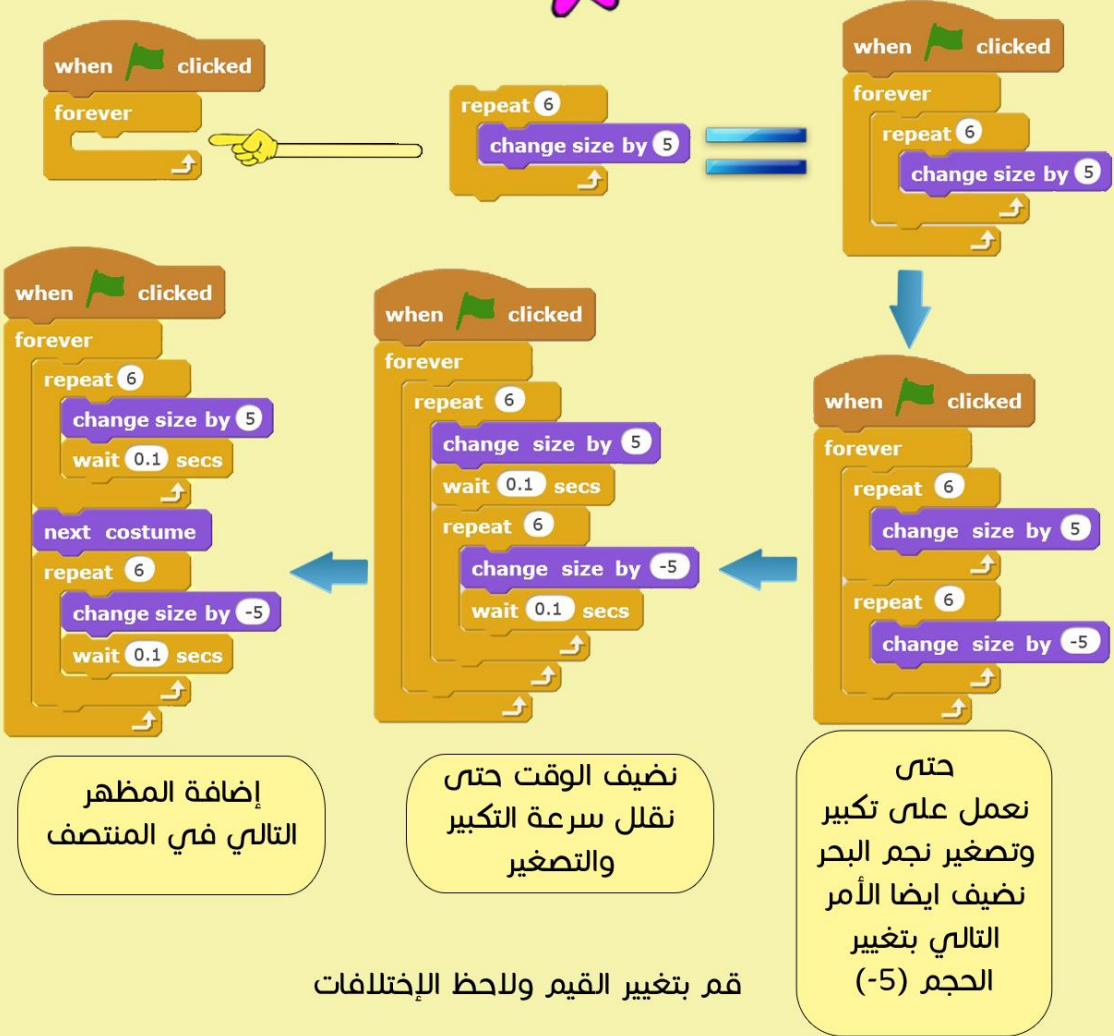 when clicked
forever
repeat 6
change size by 5
when clicked
forever
repeat 6
change size by 5
when clicked
forever
repeat 6
change size by 5
repeat 6
change size by -5
when clicked
forever
repeat 6
change size by 5
wait 0.1 secs
repeat 6
change size by -5
wait 0.1 secs
when clicked
forever
repeat 6
change size by 5
wait 0.1 secs
next costume
repeat 6
change size by -5
wait 0.1 secs
حتى
نعمل على تكبير
وتصغير نجم البحر
نضيف ايضا الأمر
التالي بتغيير
الحجم (5-)
نضيف الوقت حتى
نقلل سرعة التكبير
والتصغير
إضافة المظهر
التالي في المنتصف
قم بتغيير القيم ولاحظ الإختلافات